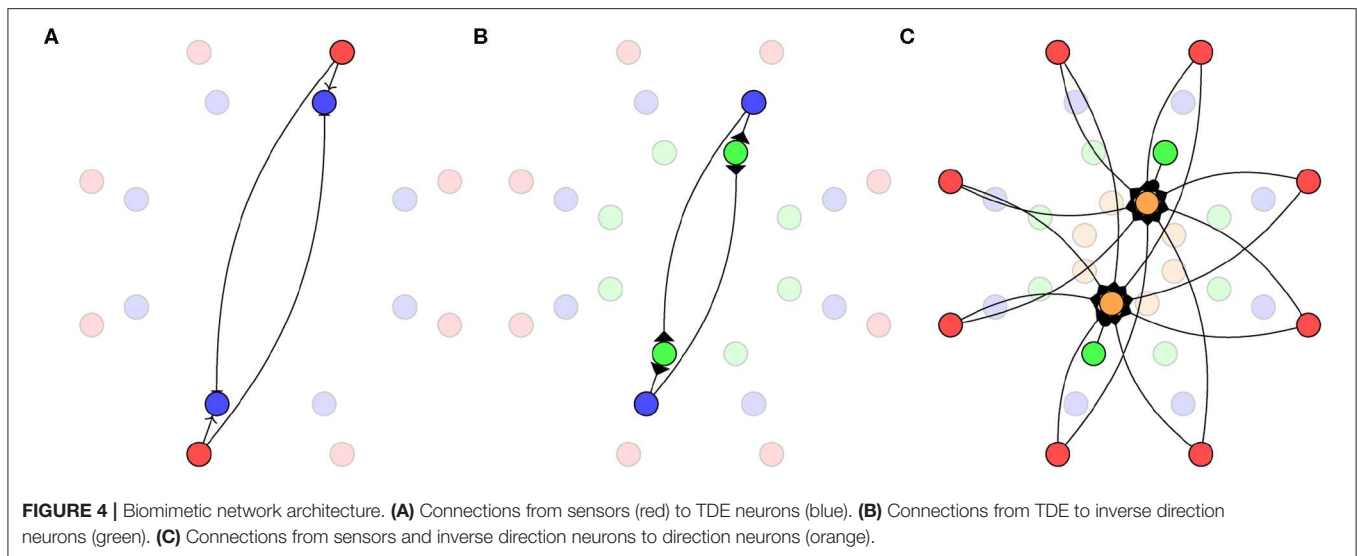 A
B
C
FIGURE 4 | Biomimetic network architecture. (A) Connections from sensors (red) to TDE neurons (blue). (B) Connections from TDE to inverse direction
neurons (green). (C) Connections from sensors and inverse direction neurons to direction neurons (orange).